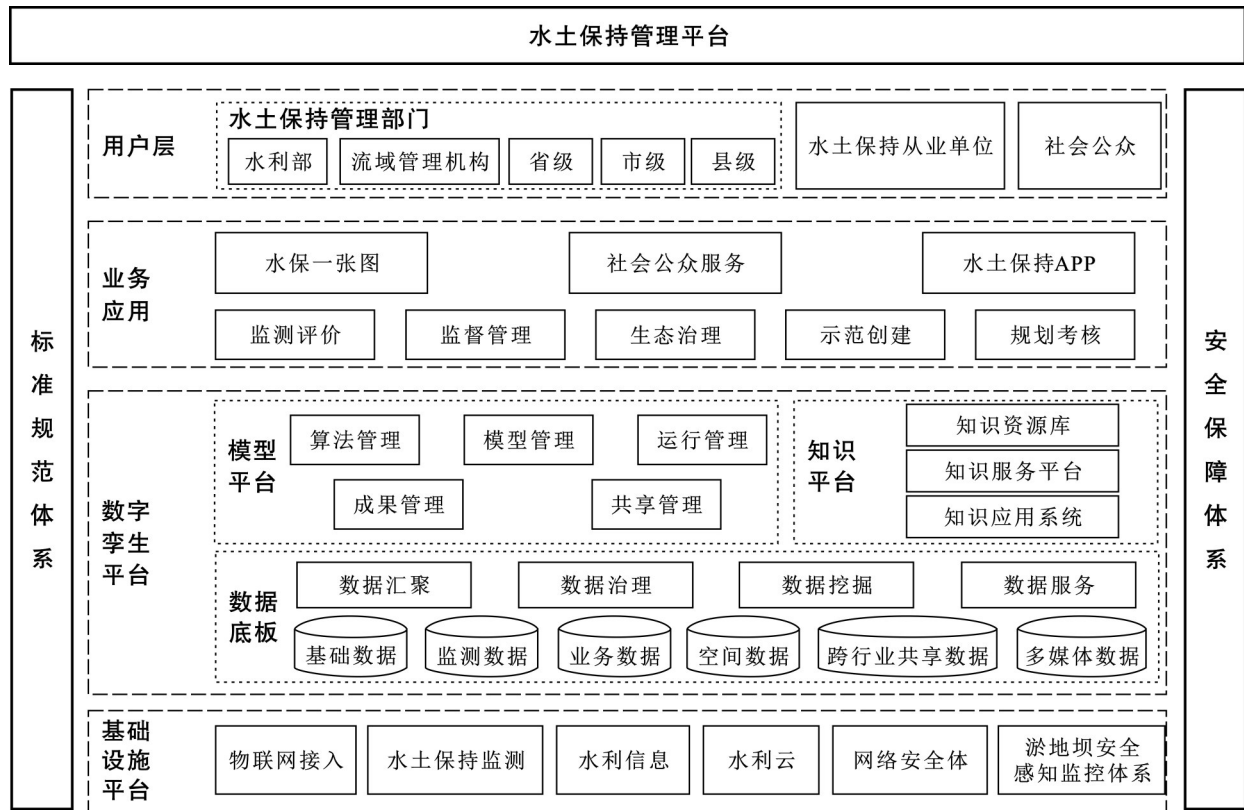 水土保持管理平台
标
准
规
范
体
系
用户层
水土保持管理部门
水利部
流域管理机构
省级
市级
县级
水土保持从业单位
社会公众
业务
应用
水保一张图
社会公众服务
水土保持APP
监测评价
监督管理
生态治理
示范创建
规划考核
数字
孪生
平台
模型
平台
算法管理
模型管理
运行管理
成果管理
共享管理
知识
平台
知识资源库
知识服务平台
知识应用系统
数据
底板
数据汇聚
数据治理
数据挖掘
数据服务
基础数据
监测数据
业务数据
空间数据
跨行业共享数据
多媒体数据
基础
设施
平台
物联网接入
水土保持监测
水利信息
水利云
网络安全体
淤地坝安全
感知监控体系
安
全
保
障
体
系